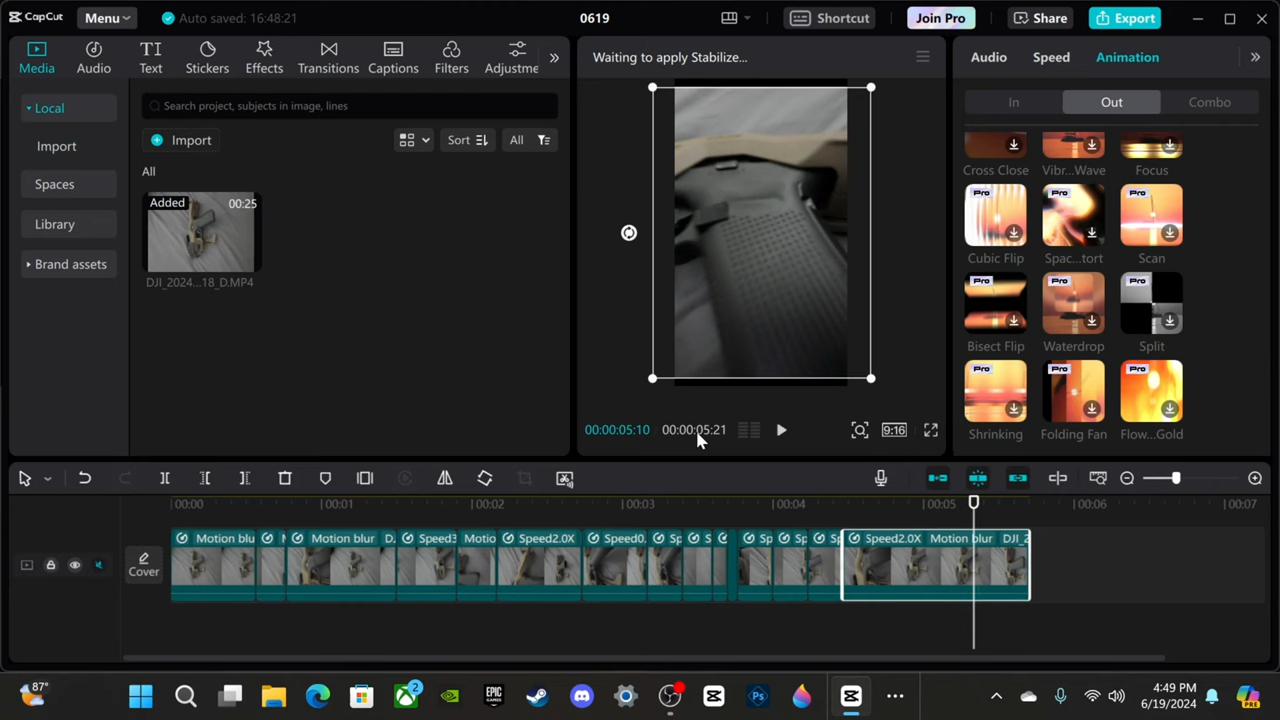 CapCut
Menu
Auto saved: 16:48:21
0619
Shortcut
Join Pro
Share
Export
Media
Audio
Text
Stickers
Effects
Transitions
Captions
Filters
Adjustme
Local
Import
Spaces
Library
Brand assets
Search project, subjects in image, lines
Import
Sort
All
All
Added
00:25
DJI_2024...18_D.MP4
Waiting to apply Stabilize...
00:00:05:10
00:00:05:21
9:16
Audio
Speed
Animation
In
Out
Combo
Cross Close
Vibr...Wave
Focus
Pro
Pro
Pro
Cubic Flip
Spac...tort
Scan
Pro
Pro
Pro
Bisect Flip
Waterdrop
Split
Pro
Pro
Pro
Shrinking
Folding Fan
Flow...Gold
00:00
00:01
00:02
00:03
00:04
00:05
00:06
00:07
Cover
Motion blu
Motion blur
D
Speed3
Motio
Speed2.0X
Speed0.
Sp
S
Sp
Sp
Sp
Speed2.0X
Motion blur
DJI_2
87°
2
EPIC
GAMES
Ps
4:49 PM
6/19/2024
PRE